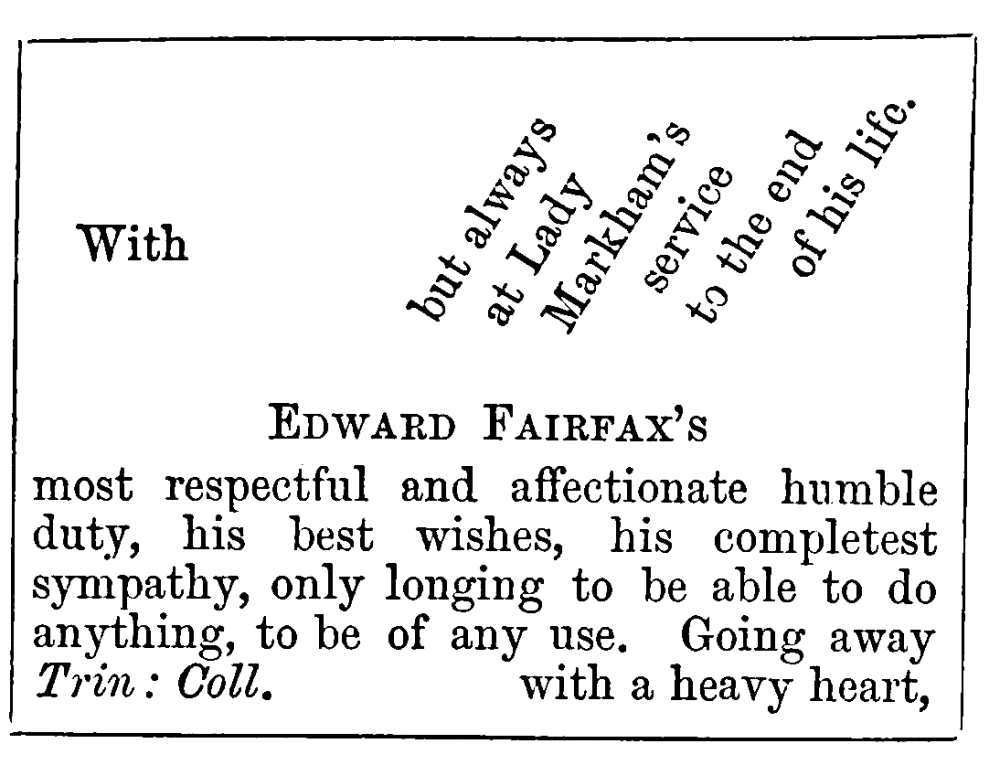 With
EDWARD FAIRFAX'S
most respectful and affectionate humble
duty, his best wishes, his completest
sympathy, only longing to be able to do
anything, to be of any use. Going away
Trin: Coll. with a heavy heart,
but always
at Lady
Markham's
service
to the end
of his life.